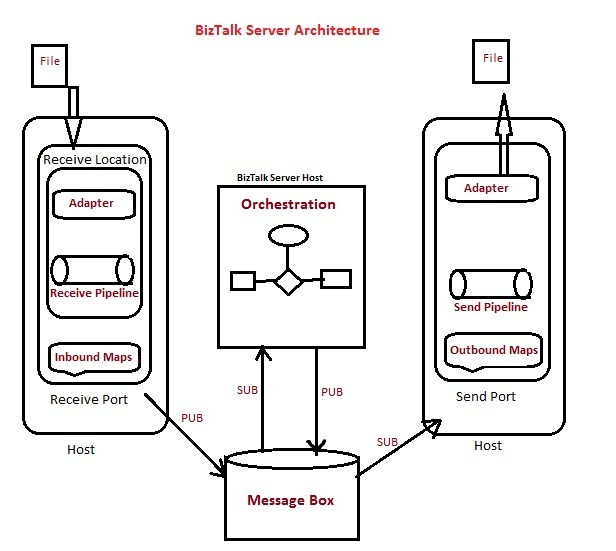 BizTalk Server Architecture
File
File
Receive Location
Adapter
Receive Pipeline
Inbound Maps
Receive Port
Host
BizTalk Server Host
Orchestration
Adapter
Send Pipeline
Outbound Maps
Send Port
Host
PUB
SUB
PUB
SUB
Message Box